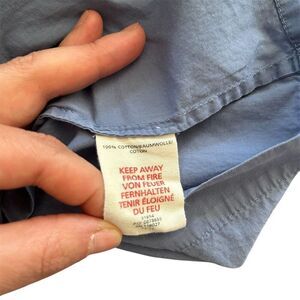 100% COTTON/BAUMWOLLE/
COTON
KEEP AWAY
FROM FIRE
VON FEUER
FERNHALTEN
TENIR ÉLOIGNÉ
DU FEU